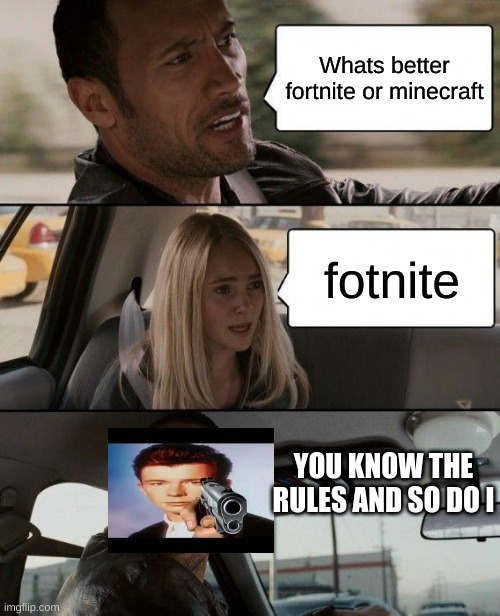 Whats better
fortnite or minecraft
fotnite
YOU KNOW THE
RULES AND SO DO I
imgflip.com